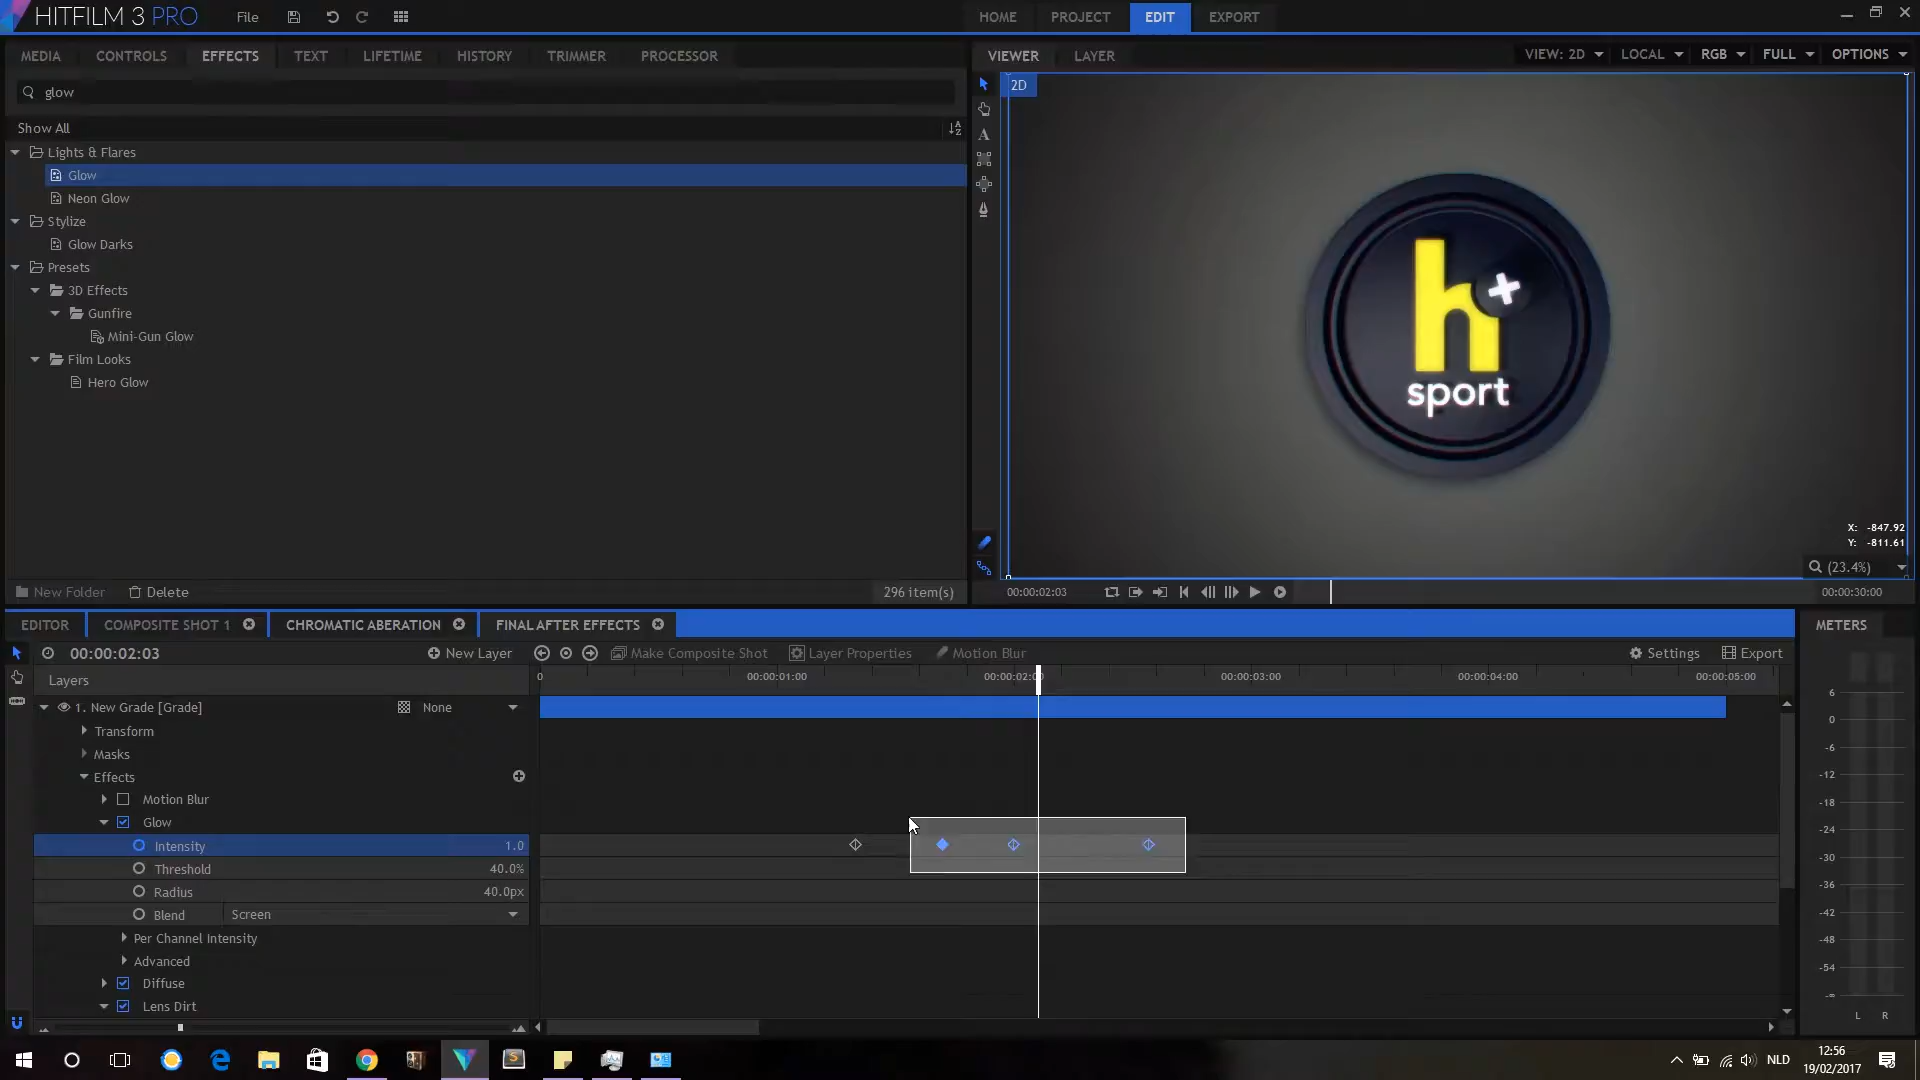 HITFILM 3 PRO
File
HOME
PROJECT
EDIT
EXPORT
MEDIA
CONTROLS
EFFECTS
TEXT
LIFETIME
HISTORY
TRIMMER
PROCESSOR
VIEWER
LAYER
VIEW: 2D
LOCAL
RGB
FULL
OPTIONS
glow
Show All
Lights & Flares
Glow
Neon Glow
Stylize
Glow Darks
Presets
3D Effects
Gunfire
Mini-Gun Glow
Film Looks
Hero Glow
New Folder
Delete
296 item(s)
2D
h+
sport
X: -847.92
Y: -811.61
(23.4%)
00:00:02:03
00:00:30:00
EDITOR
COMPOSITE SHOT 1
CHROMATIC ABERATION
FINAL AFTER EFFECTS
METERS
00:00:02:03
New Layer
Make Composite Shot
Layer Properties
Motion Blur
Settings
Export
Layers
0
00:00:01:00
00:00:02:00
00:00:03:00
00:00:04:00
00:00:05:00
1. New Grade [Grade]
None
Transform
Masks
Effects
Motion Blur
Glow
Intensity
1.0
Threshold
40.0%
Radius
40.0px
Blend
Screen
Per Channel Intensity
Advanced
Diffuse
Lens Dirt
6
0
-6
-12
-18
-24
-30
-36
-42
-48
-54
-∞
L
R
NLD
12:56
19/02/2017